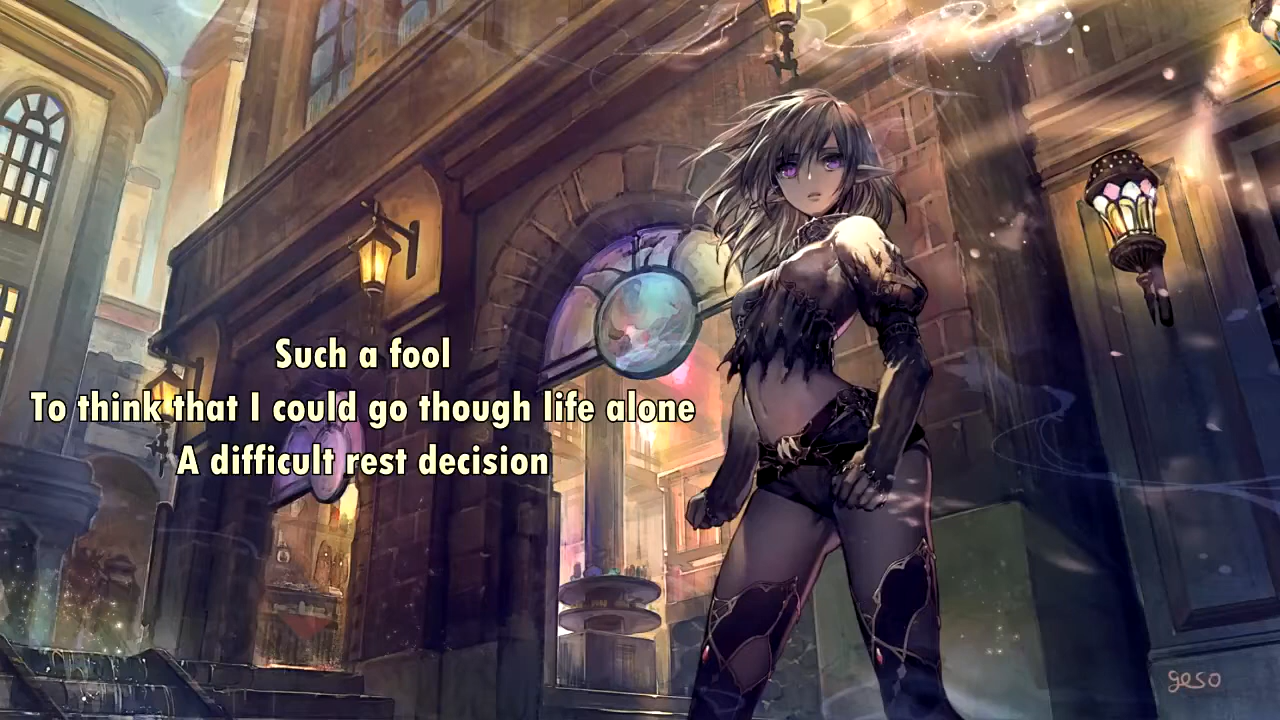 Such a fool
To think that I could go though life alone
A difficult rest decision
geso